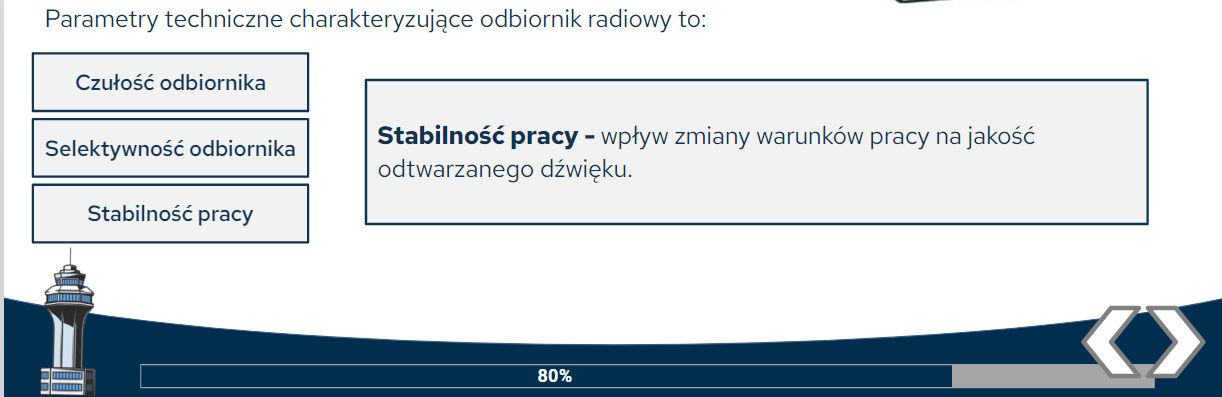 Parametry techniczne charakteryzujące odbiornik radiowy to:
Czułość odbiornika
Selektywność odbiornika
Stabilność pracy
Stabilność pracy - wpływ zmiany warunków pracy na jakość
odtwarzanego dźwięku.
80%